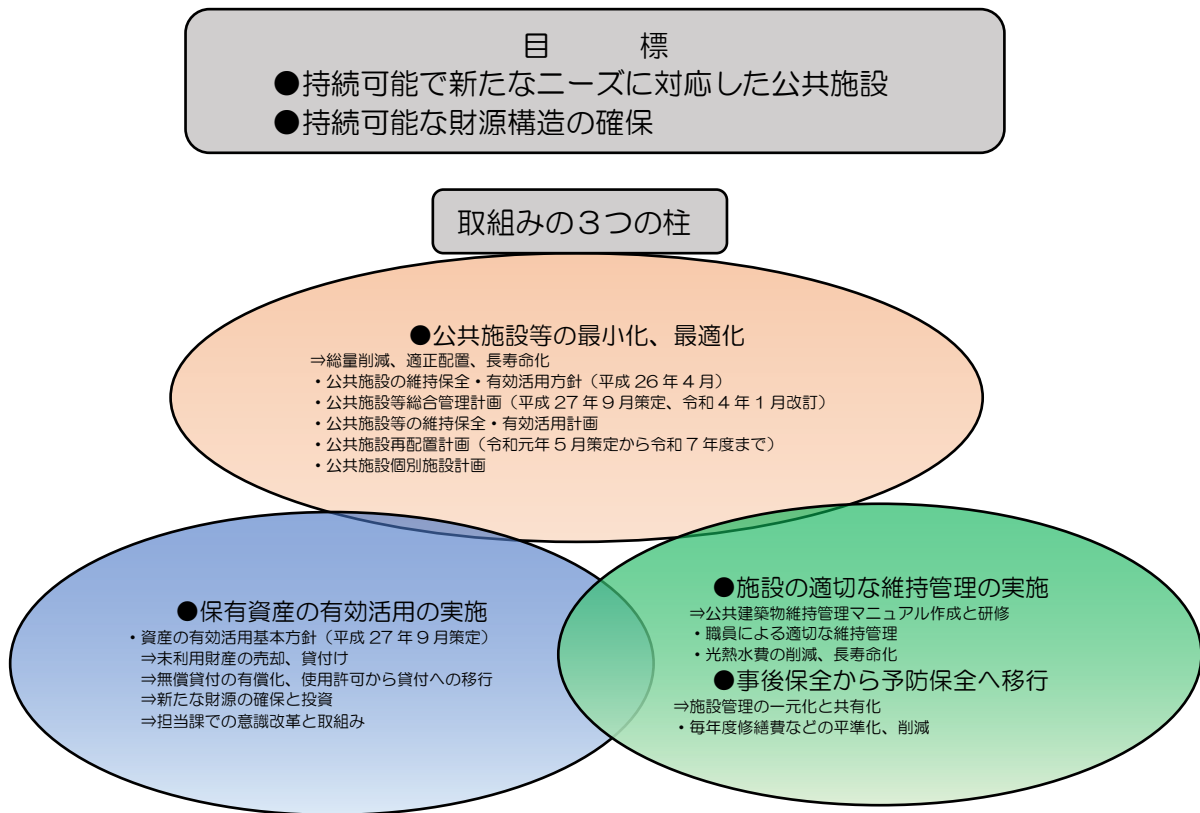 目　　標
●持続可能で新たなニーズに対応した公共施設
●持続可能な財源構造の確保
取組みの３つの柱
●公共施設等の最小化、最適化
⇒総量削減、適正配置、長寿命化
・公共施設の維持保全・有効活用方針（平成 26 年 4 月）
・公共施設等総合管理計画（平成 27 年 9 月策定、令和 4 年 1 月改訂）
・公共施設等の維持保全・有効活用計画
・公共施設再配置計画（令和元年 5 月策定から令和 7 年度まで）
・公共施設個別施設計画
●保有資産の有効活用の実施
・資産の有効活用基本方針（平成 27 年 9 月策定）
⇒未利用財産の売却、貸付け
⇒無償貸付の有償化、使用許可から貸付への移行
⇒新たな財源の確保と投資
⇒担当課での意識改革と取組み
●施設の適切な維持管理の実施
⇒公共建築物維持管理マニュアル作成と研修
・職員による適切な維持管理
・光熱水費の削減、長寿命化
●事後保全から予防保全へ移行
⇒施設管理の一元化と共有化
・毎年度修繕費などの平準化、削減